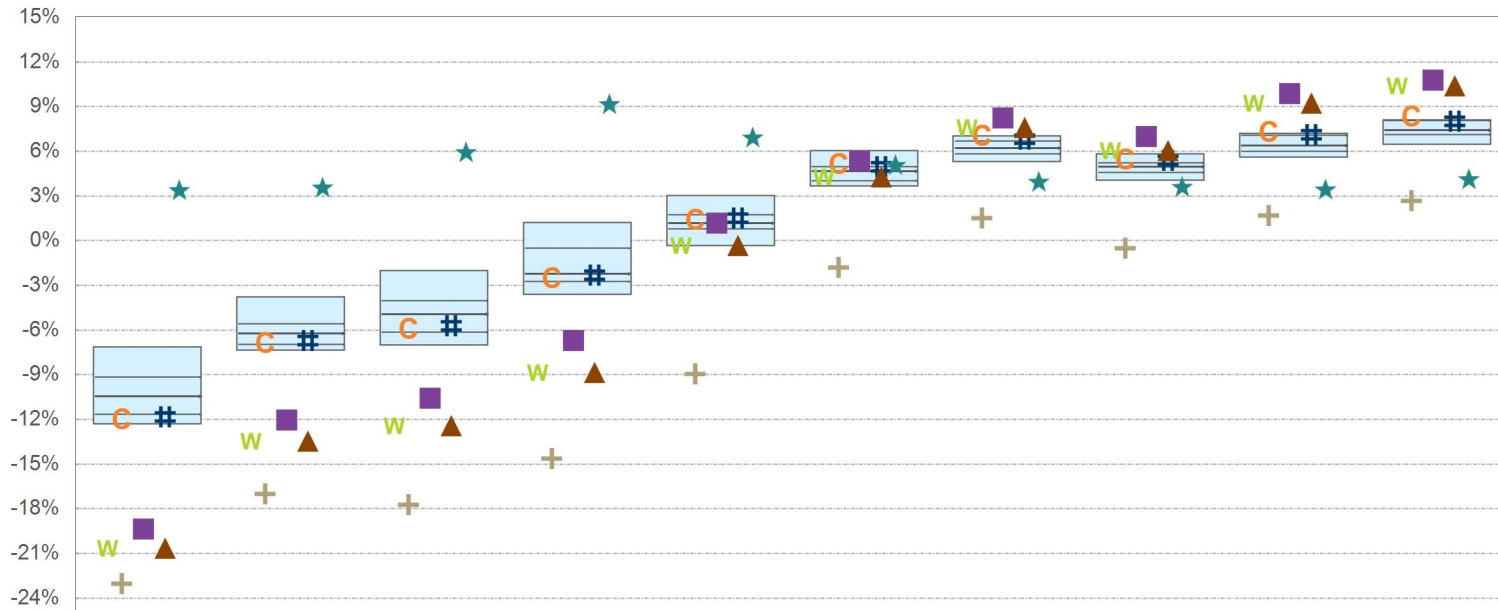 15%
12%
9%
6%
3%
0%
-3%
-6%
-9%
-12%
-15%
-18%
-21%
-24%
W C #
W C #
W C #
W C #
W C #
W C #
W C #
W C #
W C #
W C #